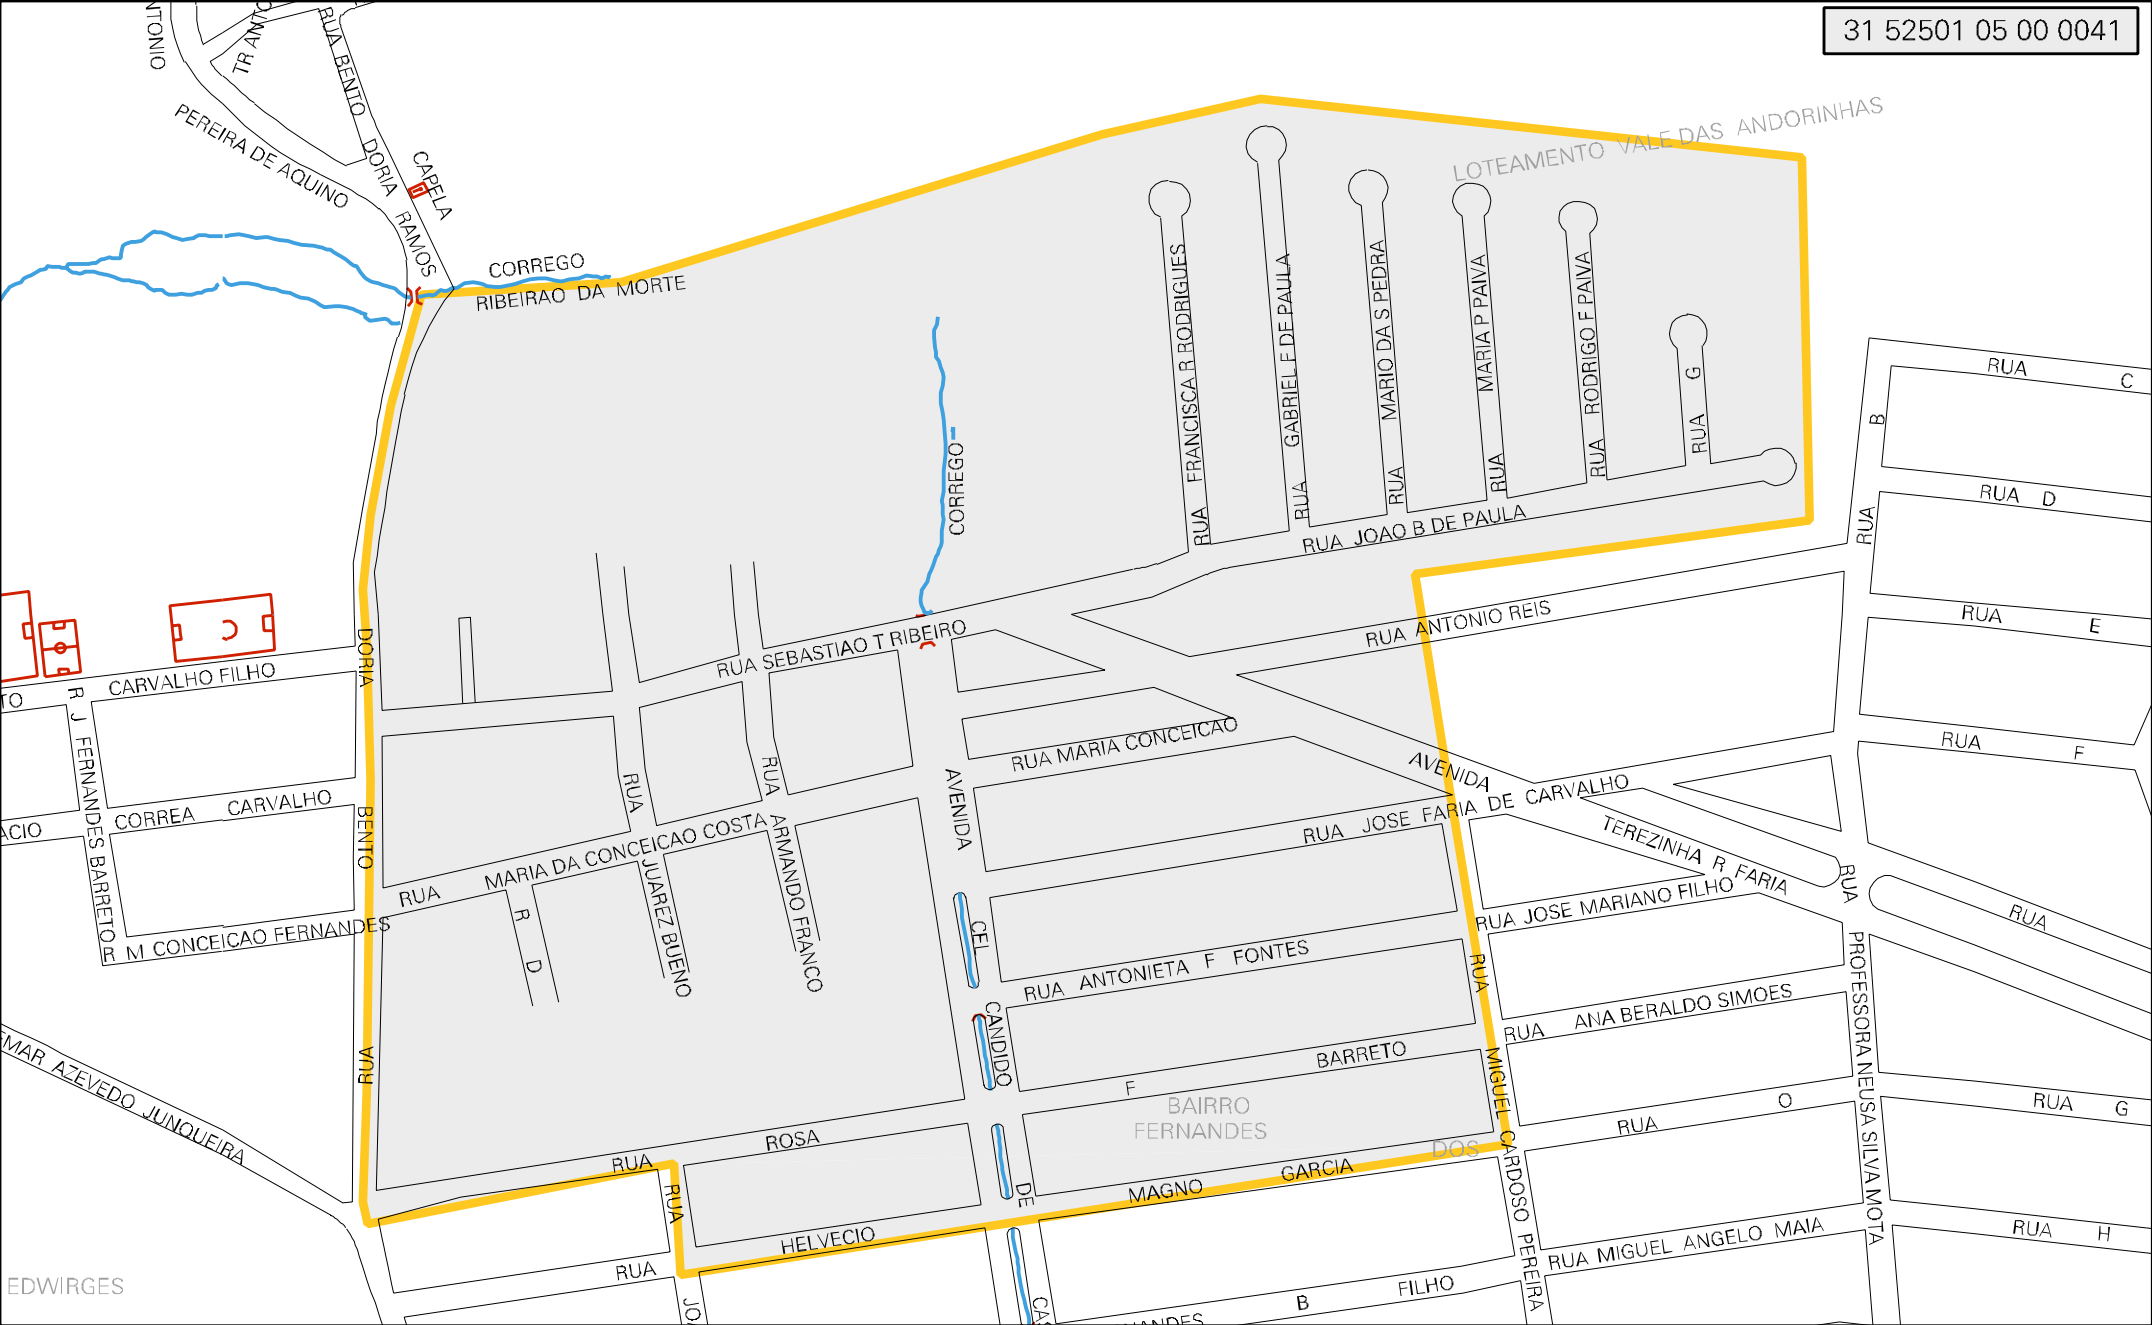 31 52501 05 00 0041
TR ANTO
RUA BENTO DORIA RAMOS
PEREIRA DE AQUINO
CAPELA
CORREGO
RIBEIRAO DA MORTE
LOTEAMENTO VALE DAS ANDORINHAS
RUA FRANCISCA R RODRIGUES
RUA GABRIEL F DE PAULA
RUA MARIO DA S PEDRA
RUA MARIA P PAIVA
RUA RODRIGO F PAIVA
RUA G
CORREGO
RUA JOAO B DE PAULA
RUA C
RUA B
RUA D
RUA E
RUA F
RUA ANTONIO REIS
RUA SEBASTIAO T RIBEIRO
CARVALHO FILHO
TO
R J FERNANDES BARRETO
CORREA CARVALHO
ACIO
R M CONCEICAO FERNANDES
RUA BENTO DORIA
RUA MARIA DA CONCEICAO COSTA
RUA JUAREZ BUENO
RUA ARMANDO FRANCO
R D
RUA MARIA CONCEICAO
AVENIDA TEREZINHA R FARIA
RUA JOSE FARIA DE CARVALHO
RUA JOSE MARIANO FILHO
AVENIDA CEL CANDIDO DE CAS
RUA ANTONIETA F FONTES
RUA ANA BERALDO SIMOES
RUA
RUA PROFESSORA NEUSA SILVA MOTA
RUA ROSA F BARRETO
BAIRRO
FERNANDES
DOS
RUA MIGUEL CARDOSO PEREIRA
RUA O
RUA G
RUA HELVECIO MAGNO GARCIA
RUA JO
RUA MIGUEL ANGELO MAIA
RUA H
B FILHO
NANDES
EMAR AZEVEDO JUNQUEIRA
EDWIRGES
NTONIO